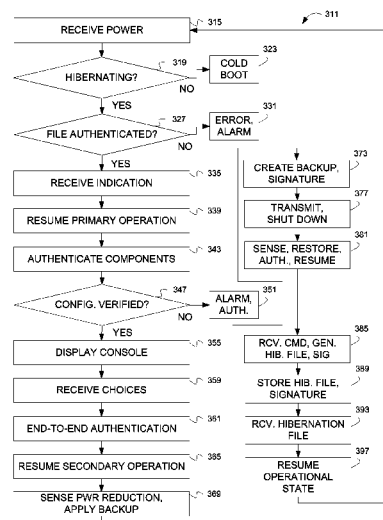 311
RECEIVE POWER
315
HIBERNATING?
319
NO
COLD
BOOT
323
YES
FILE AUTHENTICATED?
327
NO
ERROR,
ALARM
331
YES
RECEIVE INDICATION
335
RESUME PRIMARY OPERATION
339
AUTHENTICATE COMPONENTS
343
CONFIG. VERIFIED?
347
NO
ALARM,
AUTH.
351
YES
DISPLAY CONSOLE
355
RECEIVE CHOICES
359
END-TO-END AUTHENTICATION
361
RESUME SECONDARY OPERATION
365
SENSE PWR REDUCTION,
APPLY BACKUP
369
CREATE BACKUP,
SIGNATURE
373
TRANSMIT,
SHUT DOWN
377
SENSE, RESTORE,
AUTH., RESUME
381
RCV. CMD, GEN.
HIB. FILE, SIG
385
STORE HIB. FILE,
SIGNATURE
389
RCV. HIBERNATION
FILE
393
RESUME
OPERATIONAL
STATE
397